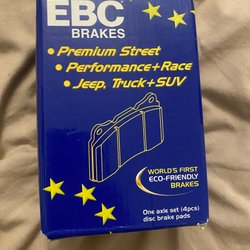 EBC
BRAKES
• Premium Street
• Performance+Race
• Jeep, Truck+SUV
WORLD'S FIRST
ECO-FRIENDLY
BRAKES
One axle set (4pcs)
disc brake pads